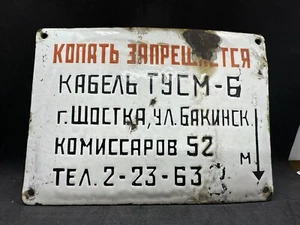 КОПАТЬ ЗАПРЕЩАЕТСЯ
КАБЕЛЬ ТУСМ-6
г. ШОСТКА, УЛ. БАКИНСК.
КОМИССАРОВ 52
М
ТЕЛ. 2-23-63